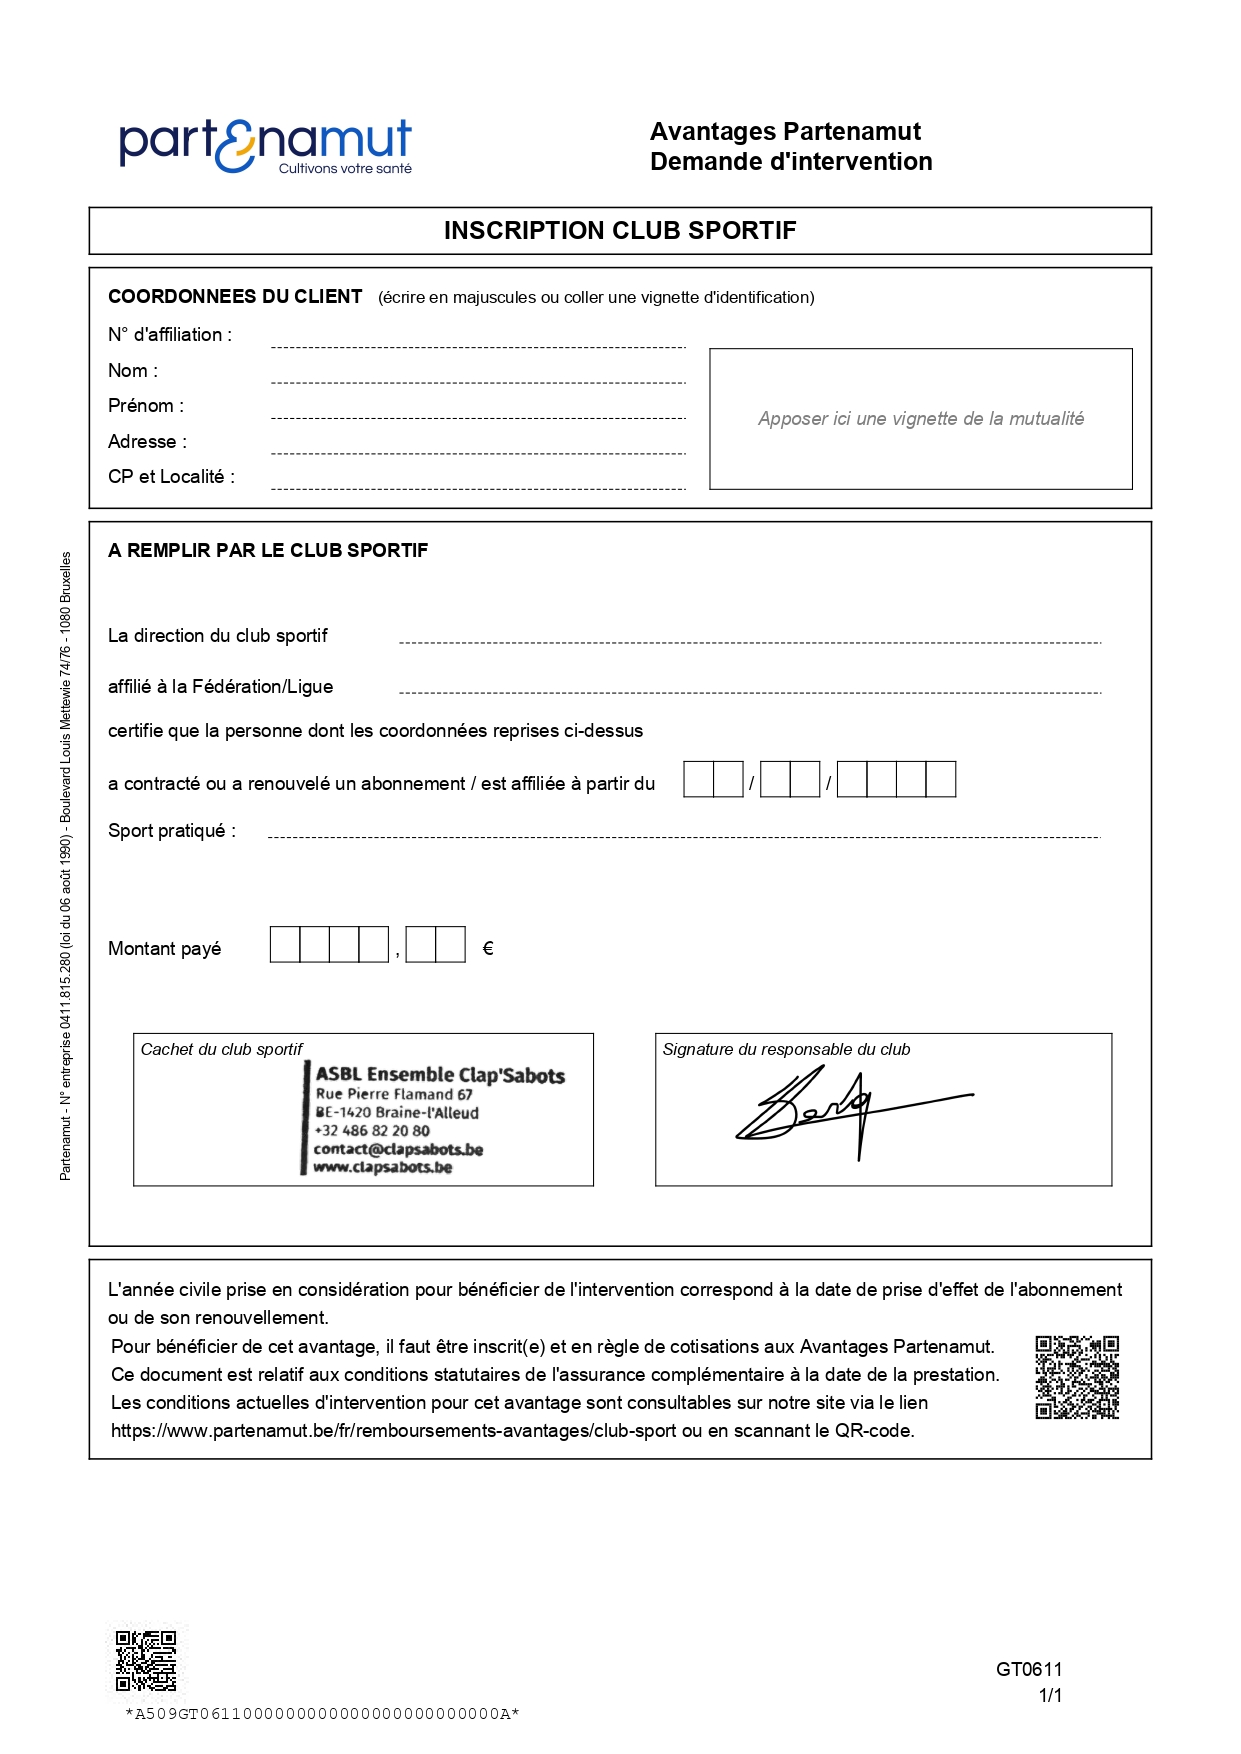 partenamut
Cultivons votre santé
Avantages Partenamut
Demande d'intervention
INSCRIPTION CLUB SPORTIF
COORDONNEES DU CLIENT (écrire en majuscules ou coller une vignette d'identification)
N° d'affiliation :
Nom :
Prénom :
Adresse :
CP et Localité :
Apposer ici une vignette de la mutualité
A REMPLIR PAR LE CLUB SPORTIF
La direction du club sportif
affilié à la Fédération/Ligue
certifie que la personne dont les coordonnées reprises ci-dessus
a contracté ou a renouvelé un abonnement / est affiliée à partir du / /
Sport pratiqué :
Montant payé , €
Cachet du club sportif
ASBL Ensemble Clap'Sabots
Rue Pierre Flamand 67
BE-1420 Braine-l'Alleud
+32 486 82 20 80
contact@clapsabots.be
www.clapsabots.be
Signature du responsable du club
L'année civile prise en considération pour bénéficier de l'intervention correspond à la date de prise d'effet de l'abonnement
ou de son renouvellement.
Pour bénéficier de cet avantage, il faut être inscrit(e) et en règle de cotisations aux Avantages Partenamut.
Ce document est relatif aux conditions statutaires de l'assurance complémentaire à la date de la prestation.
Les conditions actuelles d'intervention pour cet avantage sont consultables sur notre site via le lien
https://www.partenamut.be/fr/remboursements-avantages/club-sport ou en scannant le QR-code.
Partenamut - N° entreprise 0411.815.280 (loi du 06 août 1990) - Boulevard Louis Mettewie 74/76 - 1080 Bruxelles
GT0611
1/1
*A509GT06110000000000000000000000000A*